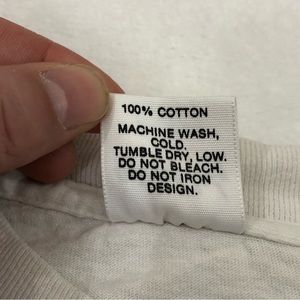 100% COTTON
MACHINE WASH,
COLD.
TUMBLE DRY, LOW.
DO NOT BLEACH.
DO NOT IRON
DESIGN.